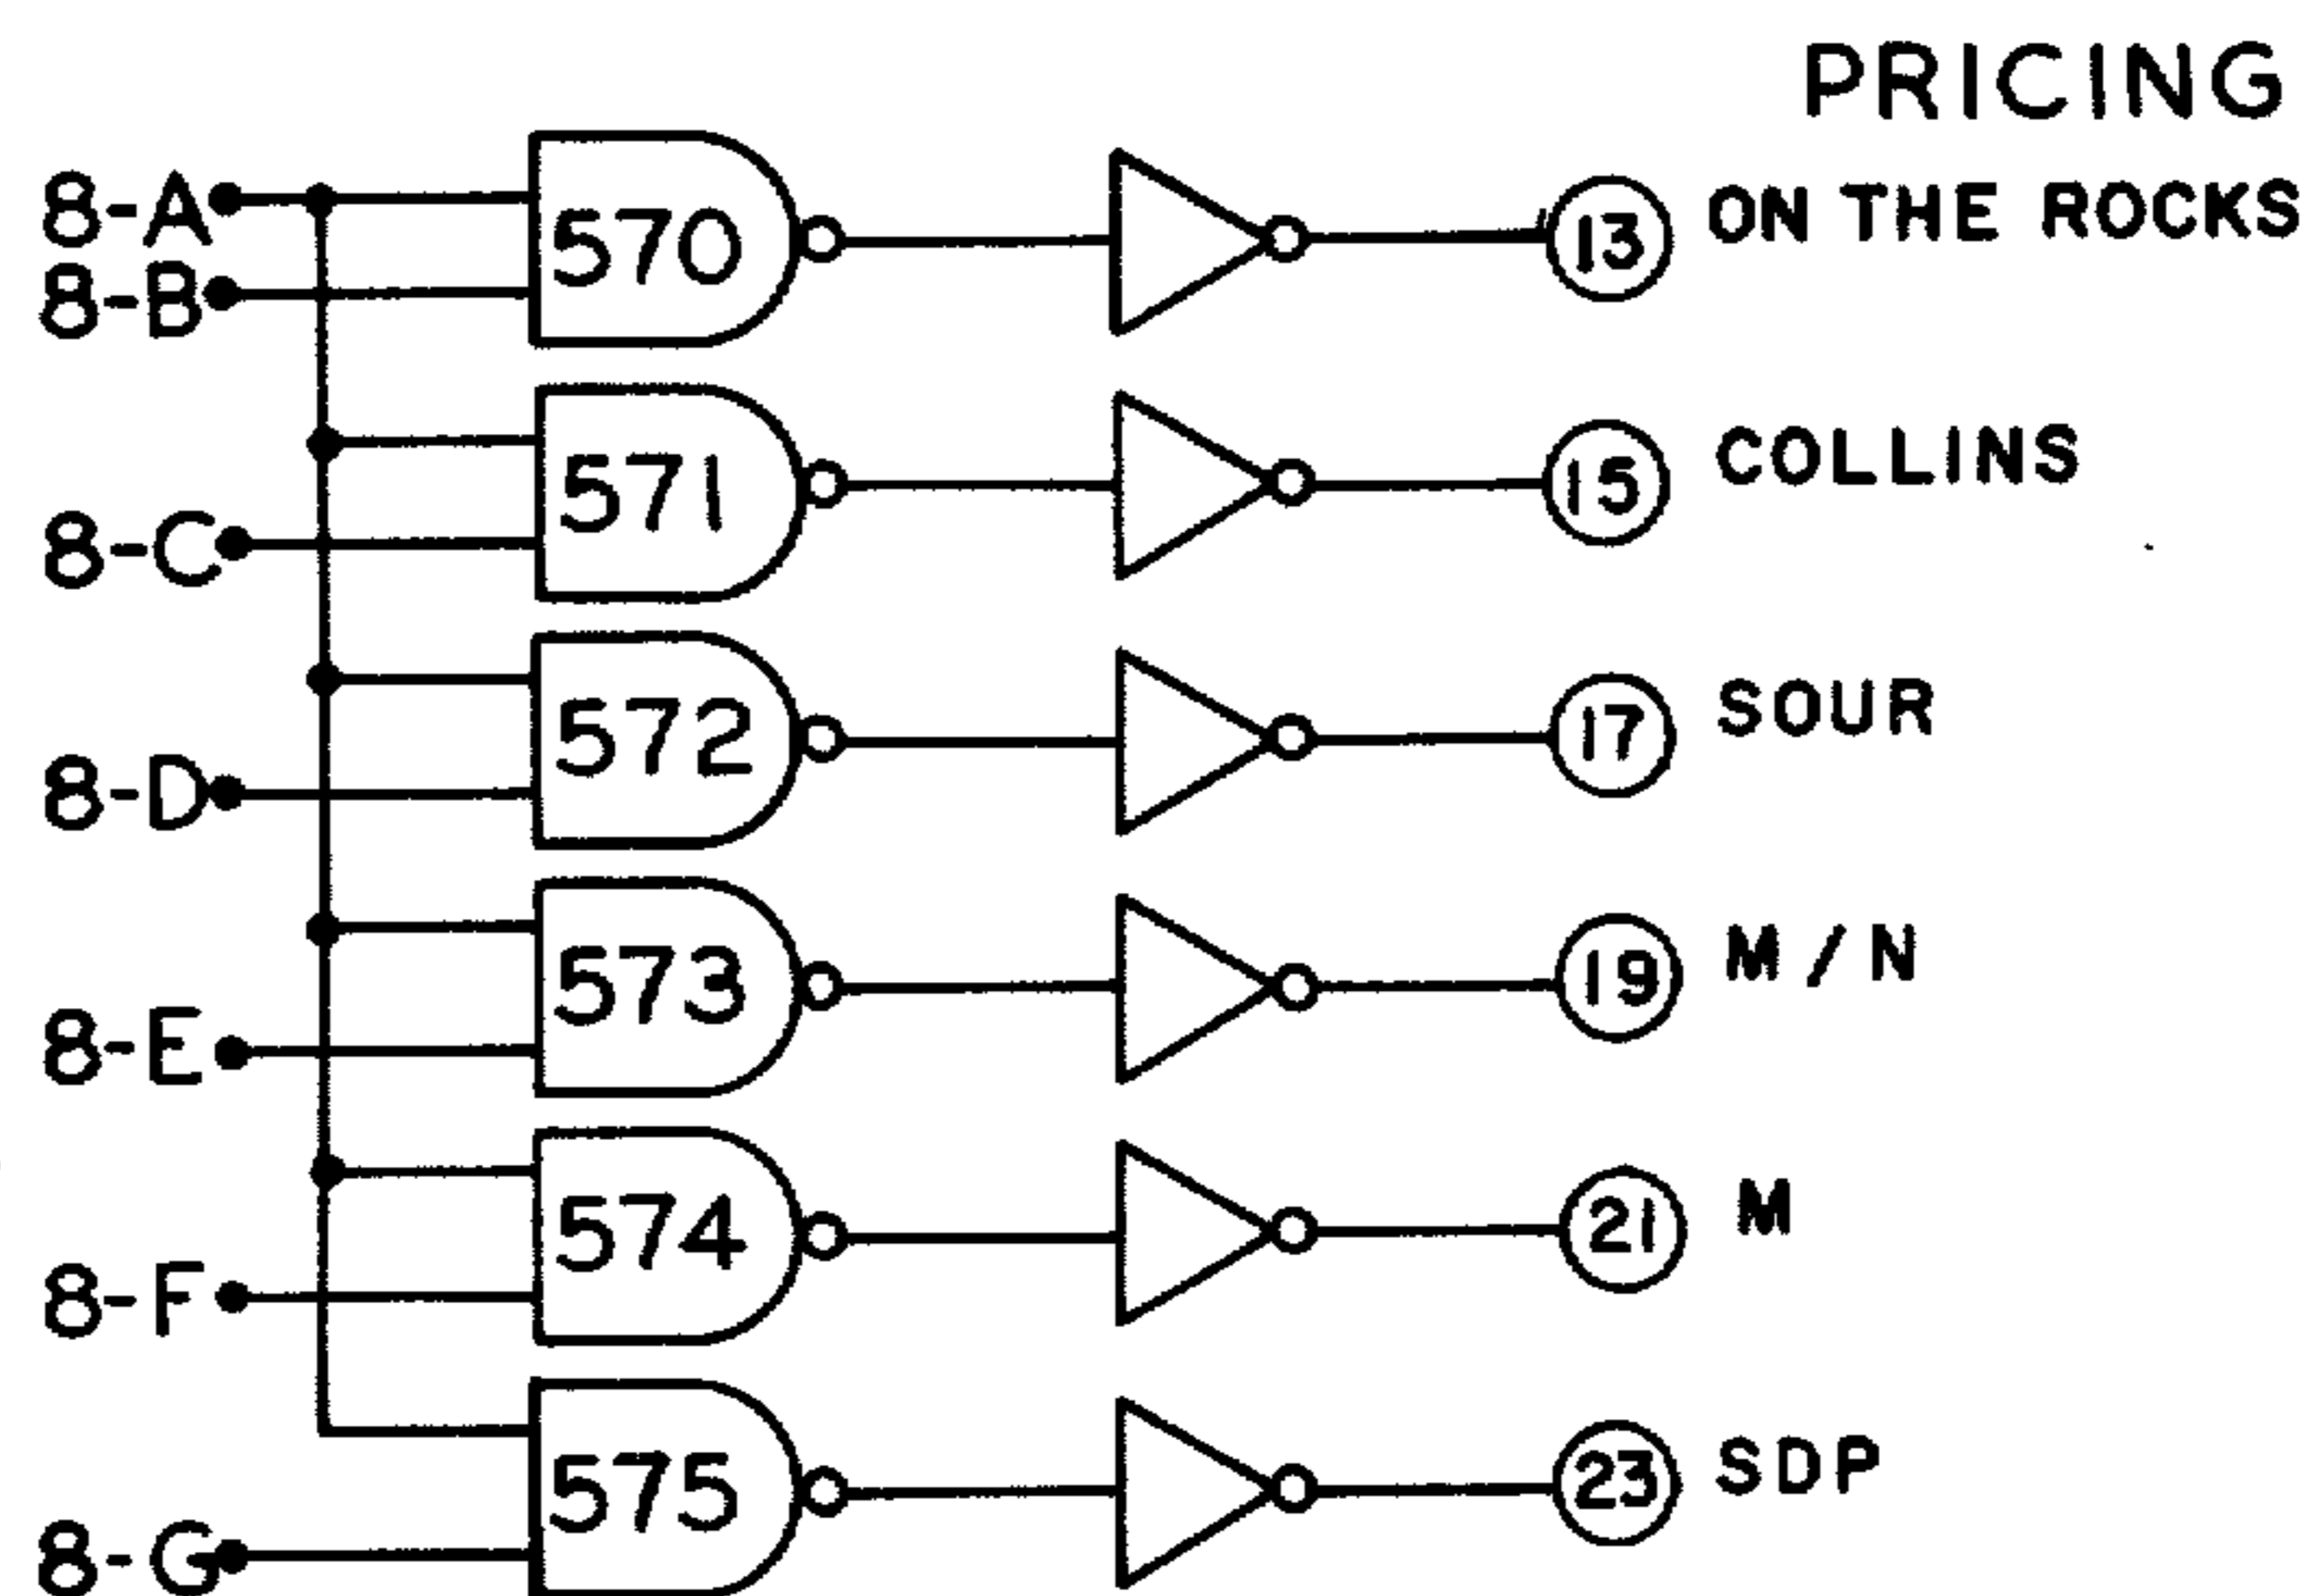 PRICING
8-A 570 13 ON THE ROCKS
8-B
571 15 COLLINS
8-C
572 17 SOUR
8-D
573 19 M/N
8-E
574 21 M
8-F
575 23 SDP
8-G